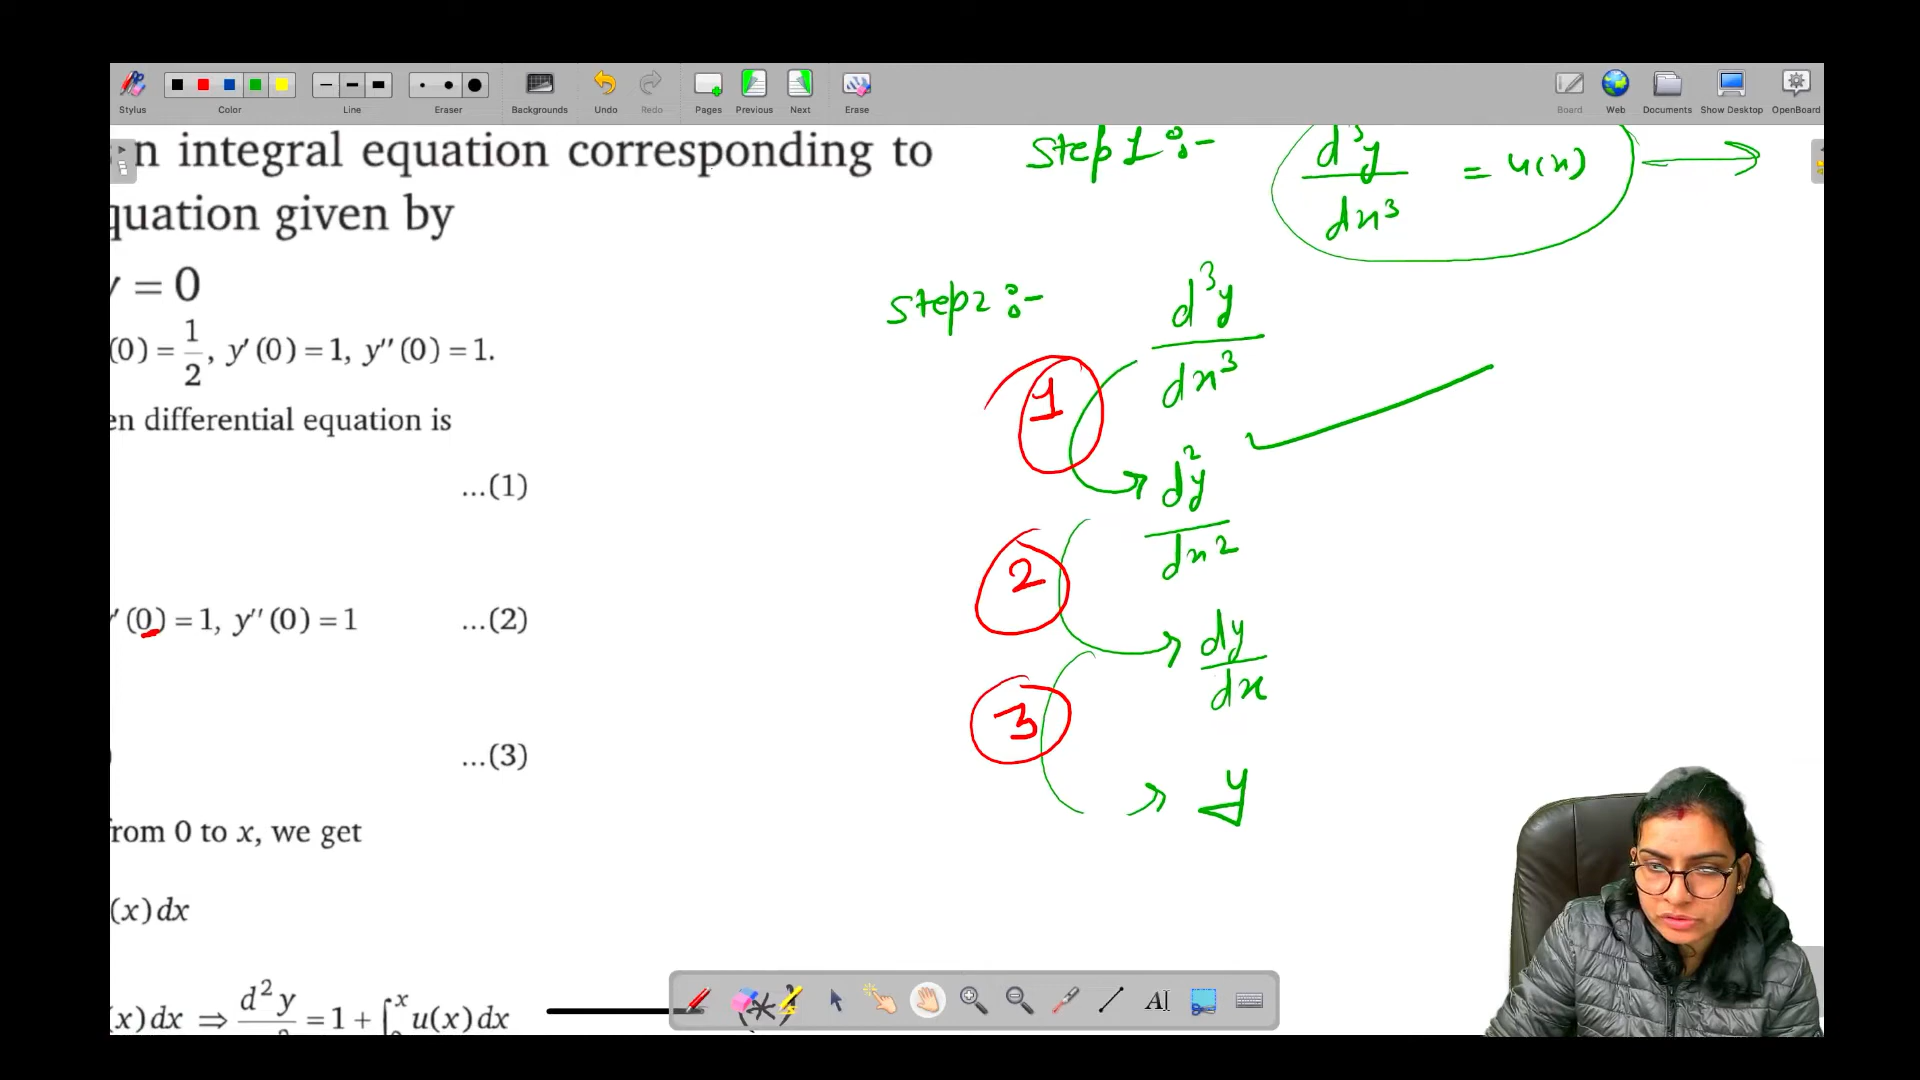 Stylus Color Line Eraser Backgrounds Undo Redo Pages Previous Next Erase Board Web Documents Show Desktop OpenBoard
n integral equation corresponding to
quation given by
y = 0
(0) = 1/2, y′(0) = 1, y″(0) = 1.
en differential equation is
...(1)
′(0) = 1, y″(0) = 1 ...(2)
) ...(3)
rom 0 to x, we get
(x)dx
(x)dx ⇒ d²y = 1 + ∫ˣ u(x)dx
(*)
Step 1 :- d³y/dx³ = u(x) →
Step 2 :- d³y/dx³
1
d²y/dx²
2
dy/dx
3
y